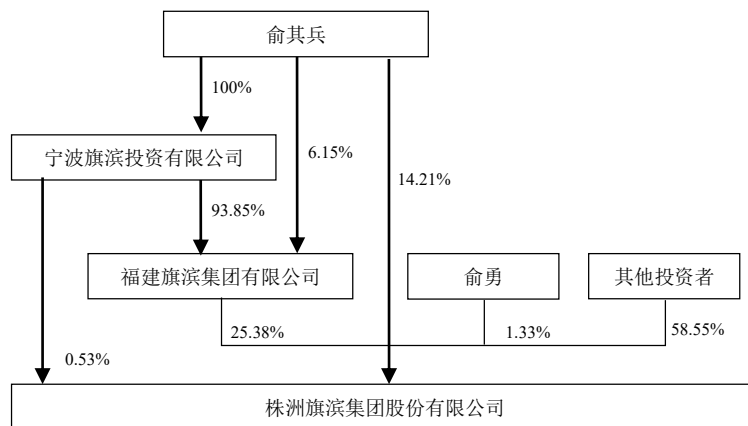 俞其兵
100%
宁波旗滨投资有限公司
6.15%
14.21%
93.85%
福建旗滨集团有限公司
俞勇
其他投资者
25.38%
1.33%
58.55%
0.53%
株洲旗滨集团股份有限公司